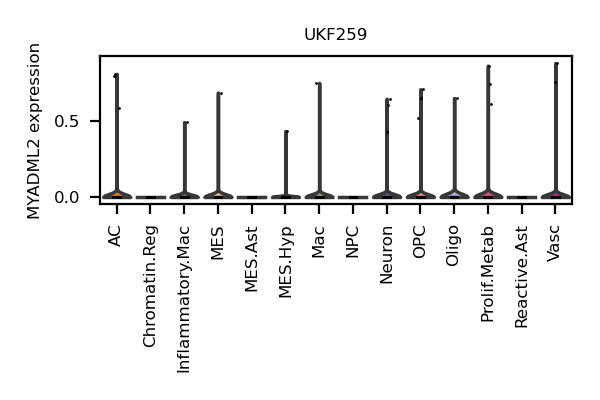 UKF259
MYADML2 expression
0.5
0.0
AC
Chromatin.Reg
Inflammatory.Mac
MES
MES.Ast
MES.Hyp
Mac
NPC
Neuron
OPC
Oligo
Prolif.Metab
Reactive.Ast
Vasc